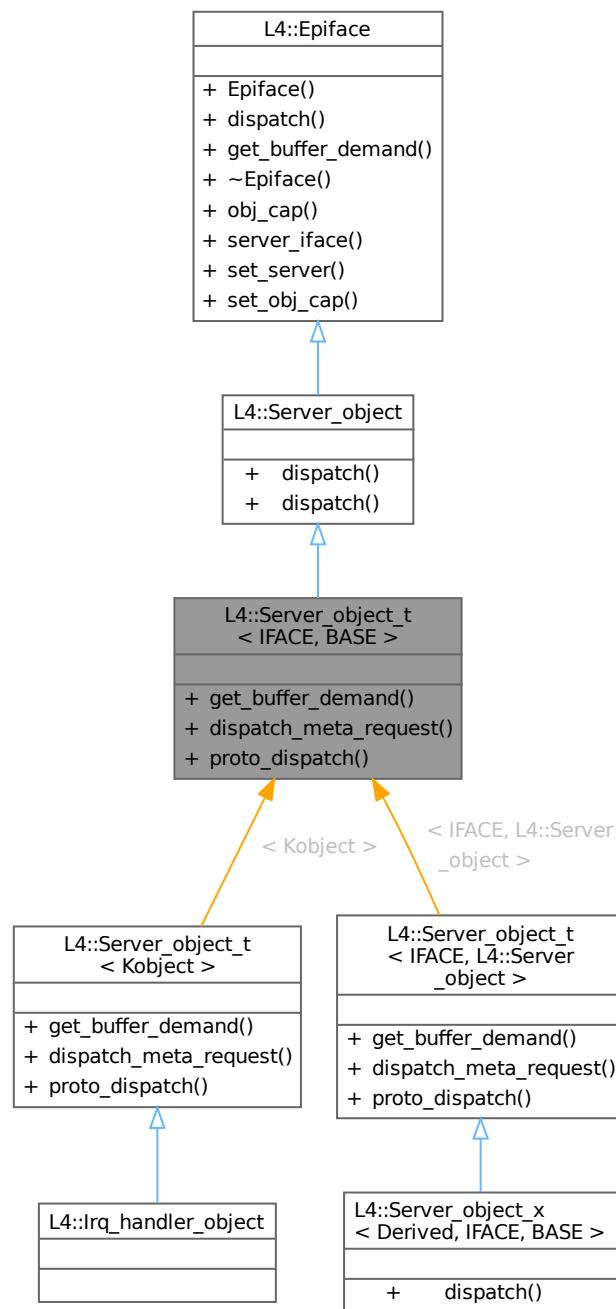 L4::Epiface
+ Epiface()
+ dispatch()
+ get_buffer_demand()
+ ~Epiface()
+ obj_cap()
+ server_iface()
+ set_server()
+ set_obj_cap()
L4::Server_object
+ dispatch()
+ dispatch()
L4::Server_object_t
< IFACE, BASE >
+ get_buffer_demand()
+ dispatch_meta_request()
+ proto_dispatch()
< Kobject >
< IFACE, L4::Server
_object >
L4::Server_object_t
< Kobject >
+ get_buffer_demand()
+ dispatch_meta_request()
+ proto_dispatch()
L4::Server_object_t
< IFACE, L4::Server
_object >
+ get_buffer_demand()
+ dispatch_meta_request()
+ proto_dispatch()
L4::Irq_handler_object
L4::Server_object_x
< Derived, IFACE, BASE >
+ dispatch()